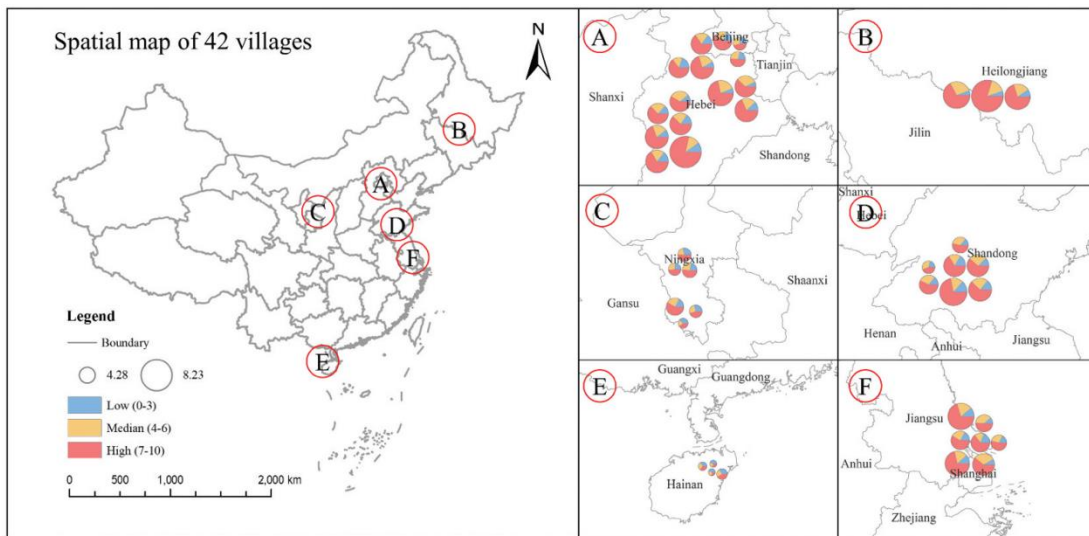 Spatial map of 42 villages
N
B
A
C
D
F
E
Legend
Boundary
4.28 8.23
Low (0-3)
Median (4-6)
High (7-10)
0 500 1,000 2,000 km
A
Beijing
Tianjin
Shanxi
Hebei
Shandong
B
Heilongjiang
Jilin
C
Ningxia
Shaanxi
Gansu
Shanxi
D
Hebei
Shandong
Henan
Anhui
Jiangsu
E
Guangxi
Guangdong
Hainan
F
Jiangsu
Anhui
Shanghai
Zhejiang